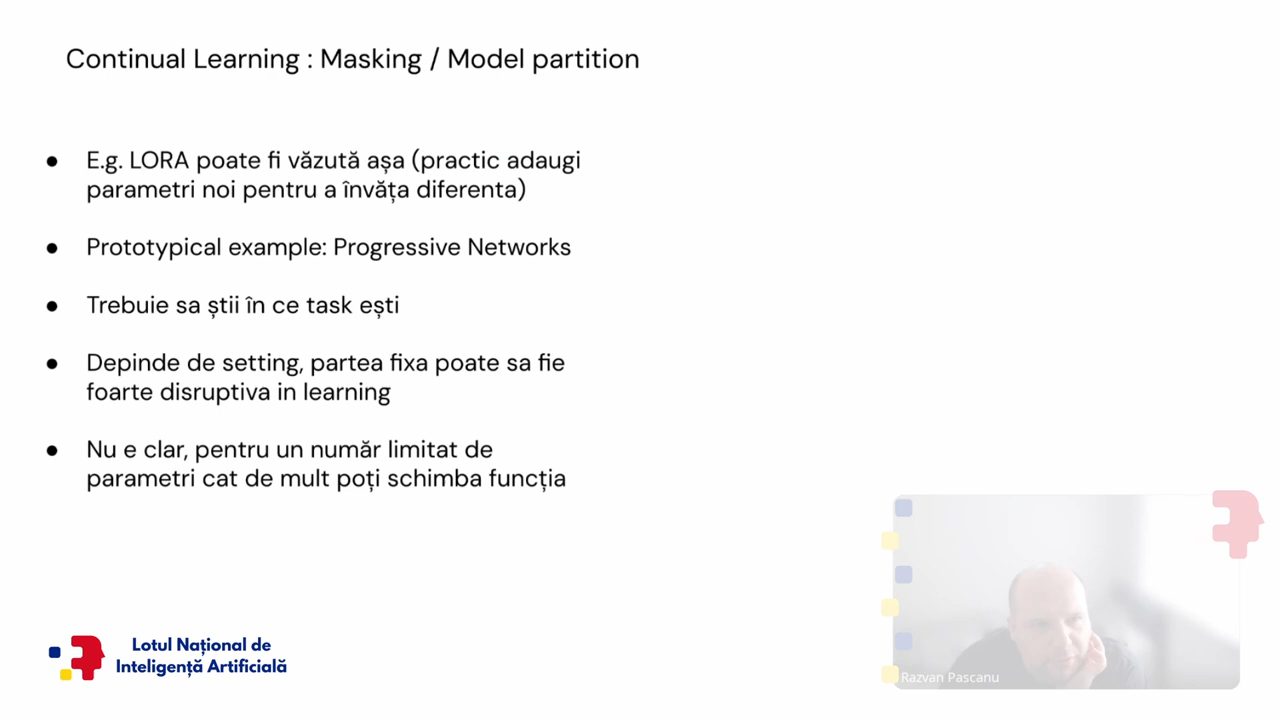 Continual Learning : Masking / Model partition
● E.g. LORA poate fi văzută așa (practic adaugi
parametri noi pentru a învăța diferenta)
● Prototypical example: Progressive Networks
● Trebuie sa știi în ce task ești
● Depinde de setting, partea fixa poate sa fie
foarte disruptiva in learning
● Nu e clar, pentru un număr limitat de
parametri cat de mult poți schimba funcția
Lotul Național de
Inteligență Artificială
Razvan Pascanu